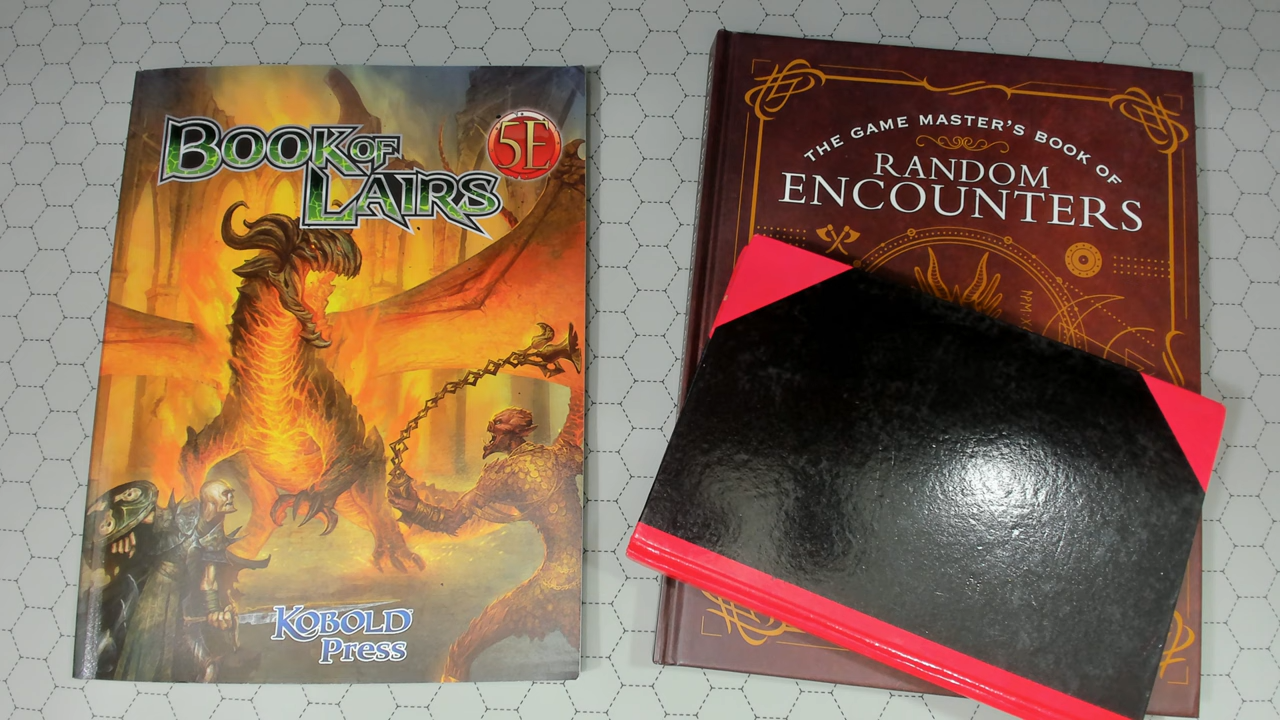 BOOK OF
LAIRS
5E
KOBOLD
Press
THE GAME MASTER'S BOOK OF
RANDOM
ENCOUNTERS